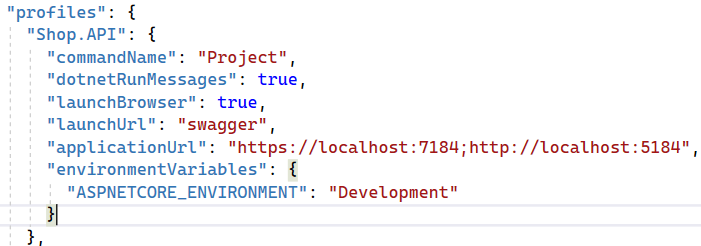 "profiles": {
"Shop.API": {
"commandName": "Project",
"dotnetRunMessages": true,
"launchBrowser": true,
"launchUrl": "swagger",
"applicationUrl": "https://localhost:7184;http://localhost:5184",
"environmentVariables": {
"ASPNETCORE_ENVIRONMENT": "Development"
}
},